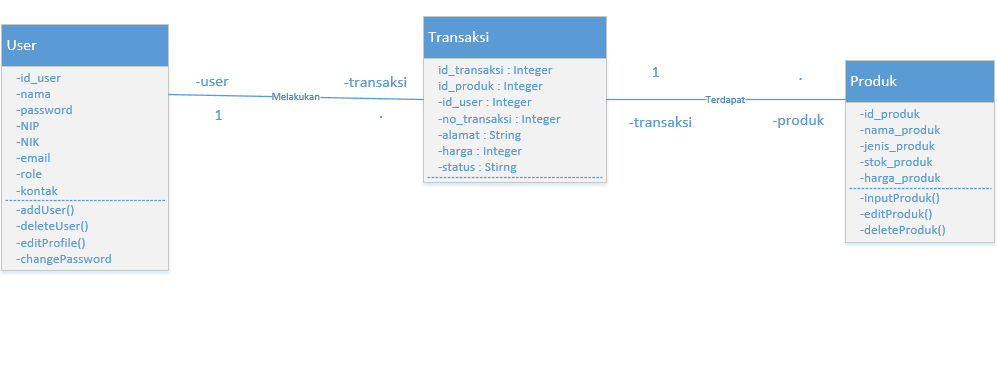 User
-id_user
-nama
-password
-NIP
-NIK
-email
-role
-kontak
-addUser()
-deleteUser()
-editProfile()
-changePassword
-user
1
Melakukan
-transaksi
.
Transaksi
id_transaksi : Integer
id_produk : Integer
-id_user : Integer
-no_transaksi : Integer
-alamat : String
-harga : Integer
-status : Stirng
1
-transaksi
Terdapat
.
-produk
Produk
-id_produk
-nama_produk
-jenis_produk
-stok_produk
-harga_produk
-inputProduk()
-editProduk()
-deleteProduk()